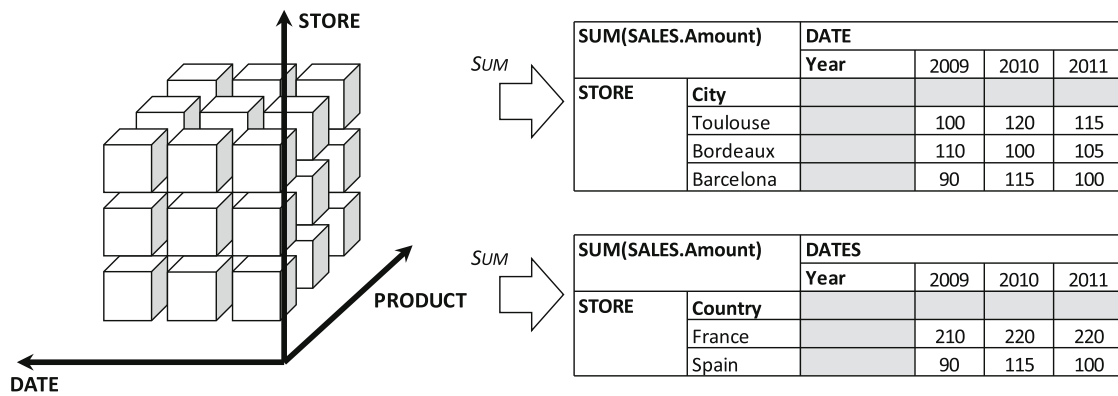 STORE
PRODUCT
DATE
SUM
SUM(SALES.Amount) DATE
Year 2009 2010 2011
STORE City
Toulouse 100 120 115
Bordeaux 110 100 105
Barcelona 90 115 100
SUM
SUM(SALES.Amount) DATES
Year 2009 2010 2011
STORE Country
France 210 220 220
Spain 90 115 100